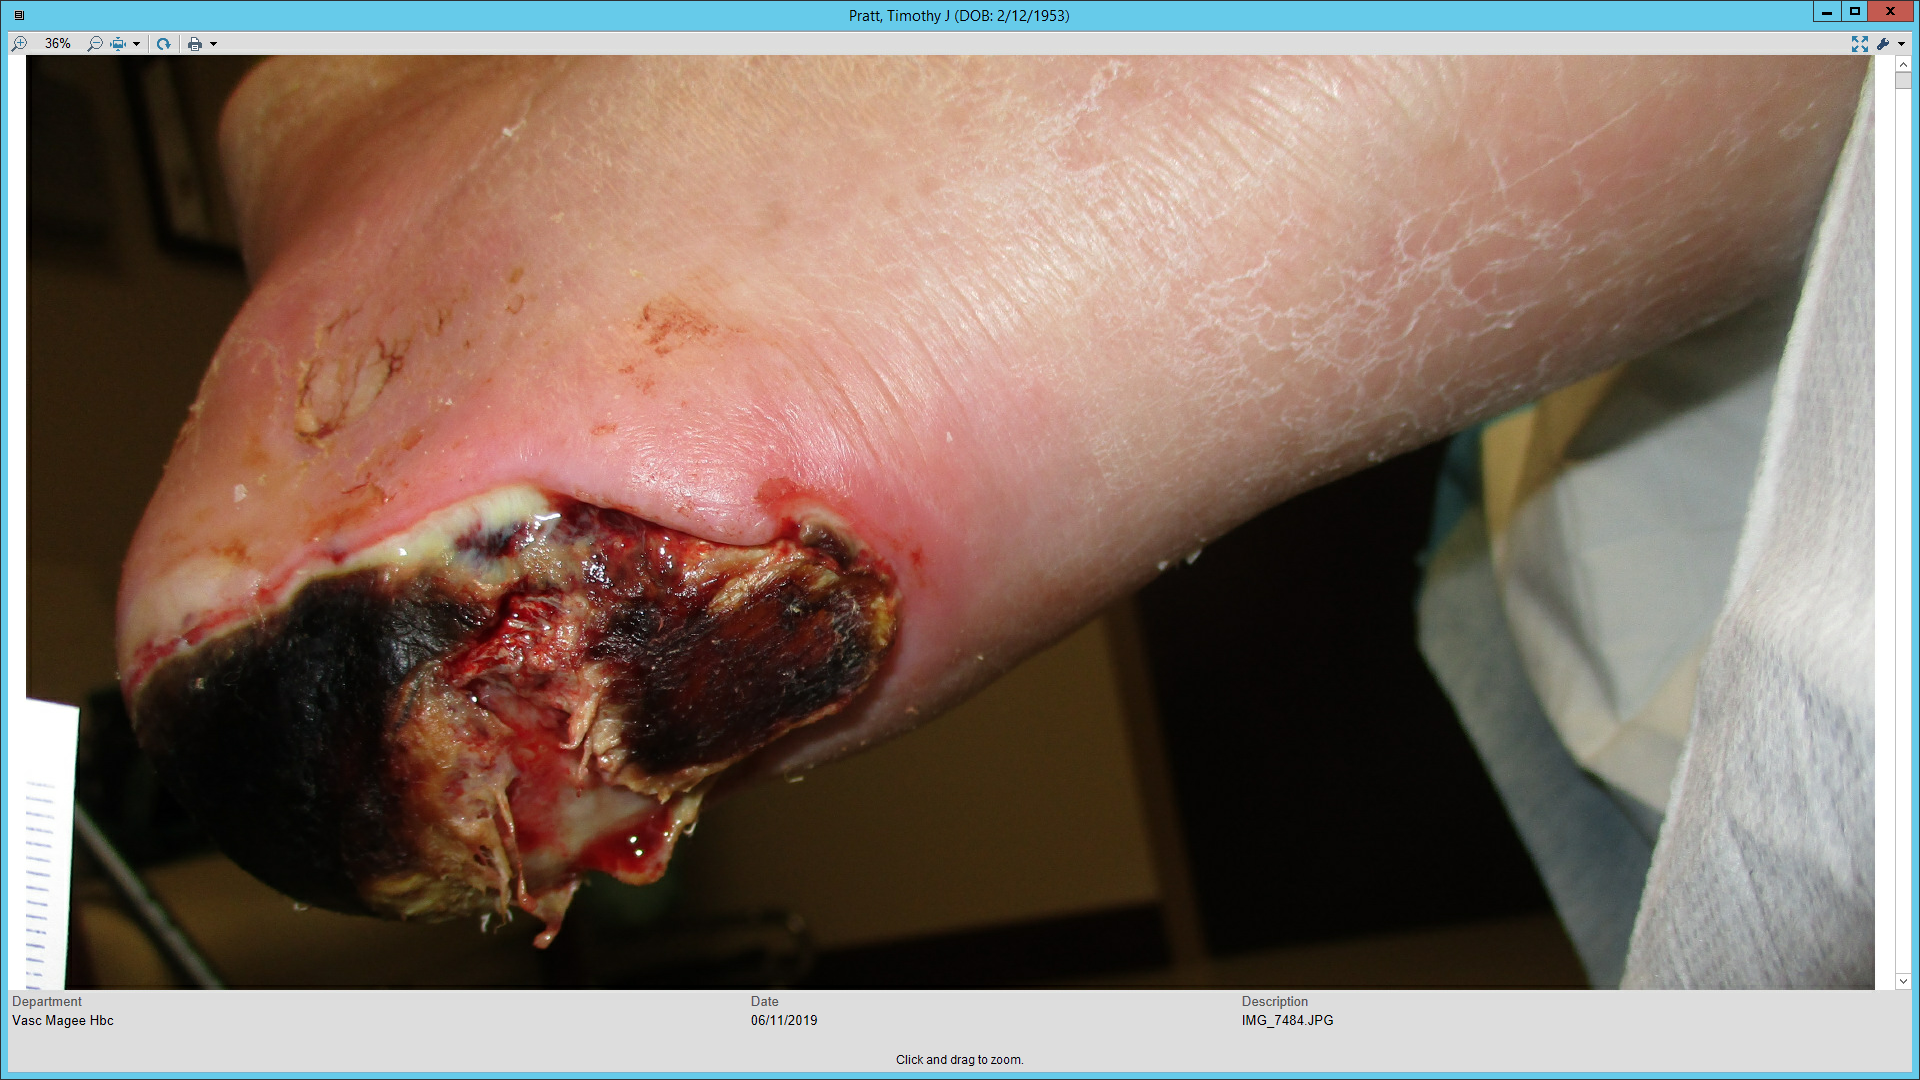 Pratt, Timothy J (DOB: 2/12/1953)
36%
Department
Date
Description
Vasc Magee Hbc
06/11/2019
IMG_7484.JPG
Click and drag to zoom.